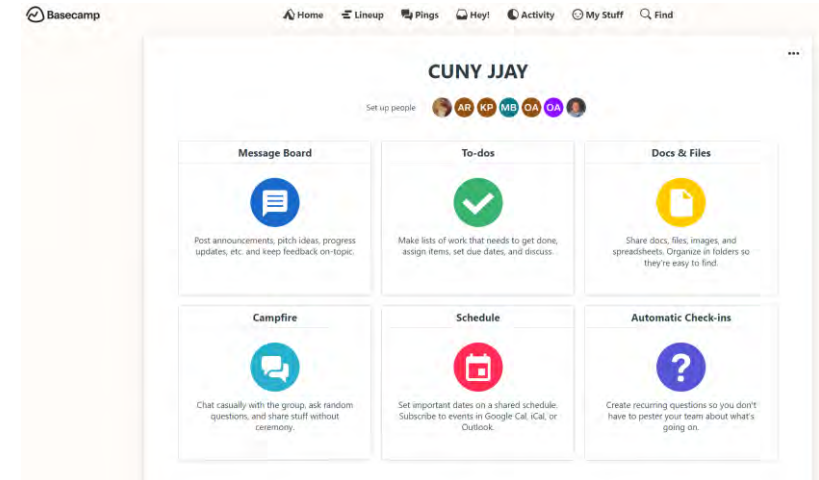 Basecamp
Home Lineup Pings Hey! Activity My Stuff Find
CUNY JJAY
Set up people AR KP MB OA OA
Message Board
Post announcements, pitch ideas, progress
updates, etc. and keep feedback on-topic.
To-dos
Make lists of work that needs to get done,
assign items, set due dates, and discuss.
Docs & Files
Share docs, files, images, and
spreadsheets. Organize in folders so
they're easy to find.
Campfire
Chat casually with the group, ask random
questions, and share stuff without
ceremony.
Schedule
Set important dates on a shared schedule.
Subscribe to events in Google Cal, iCal, or
Outlook.
Automatic Check-ins
Create recurring questions so you don't
have to pester your team about what's
going on.